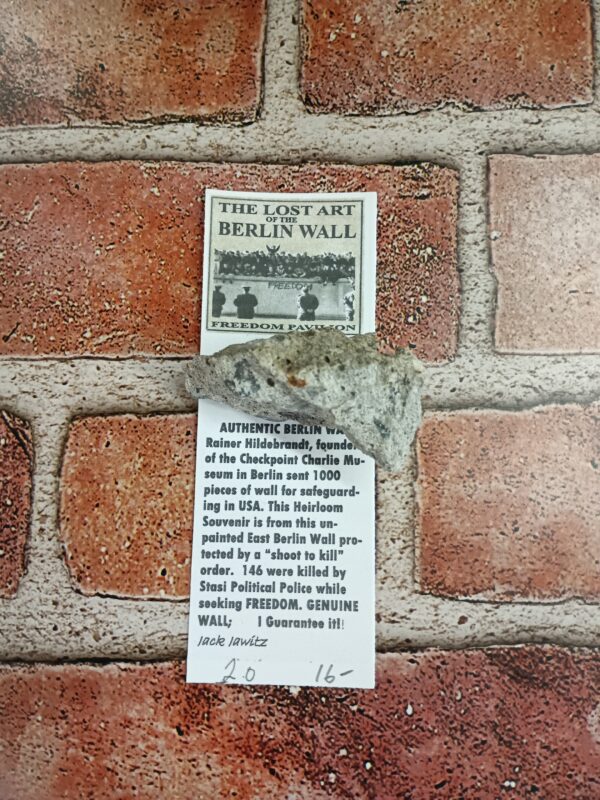 THE LOST ART
OF THE
BERLIN WALL
FREEDOM
FREEDOM PAVILION
AUTHENTIC BERLIN WA
Rainer Hildebrandt, founder
of the Checkpoint Charlie Mu-
seum in Berlin sent 1000
pieces of wall for safeguard-
ing in USA. This Heirloom
Souvenir is from this un-
painted East Berlin Wall pro-
tected by a "shoot to kill"
order. 146 were killed by
Stasi Political Police while
seeking FREEDOM. GENUINE
WALL; I Guarantee it!!
Jack Jawitz
20 16-